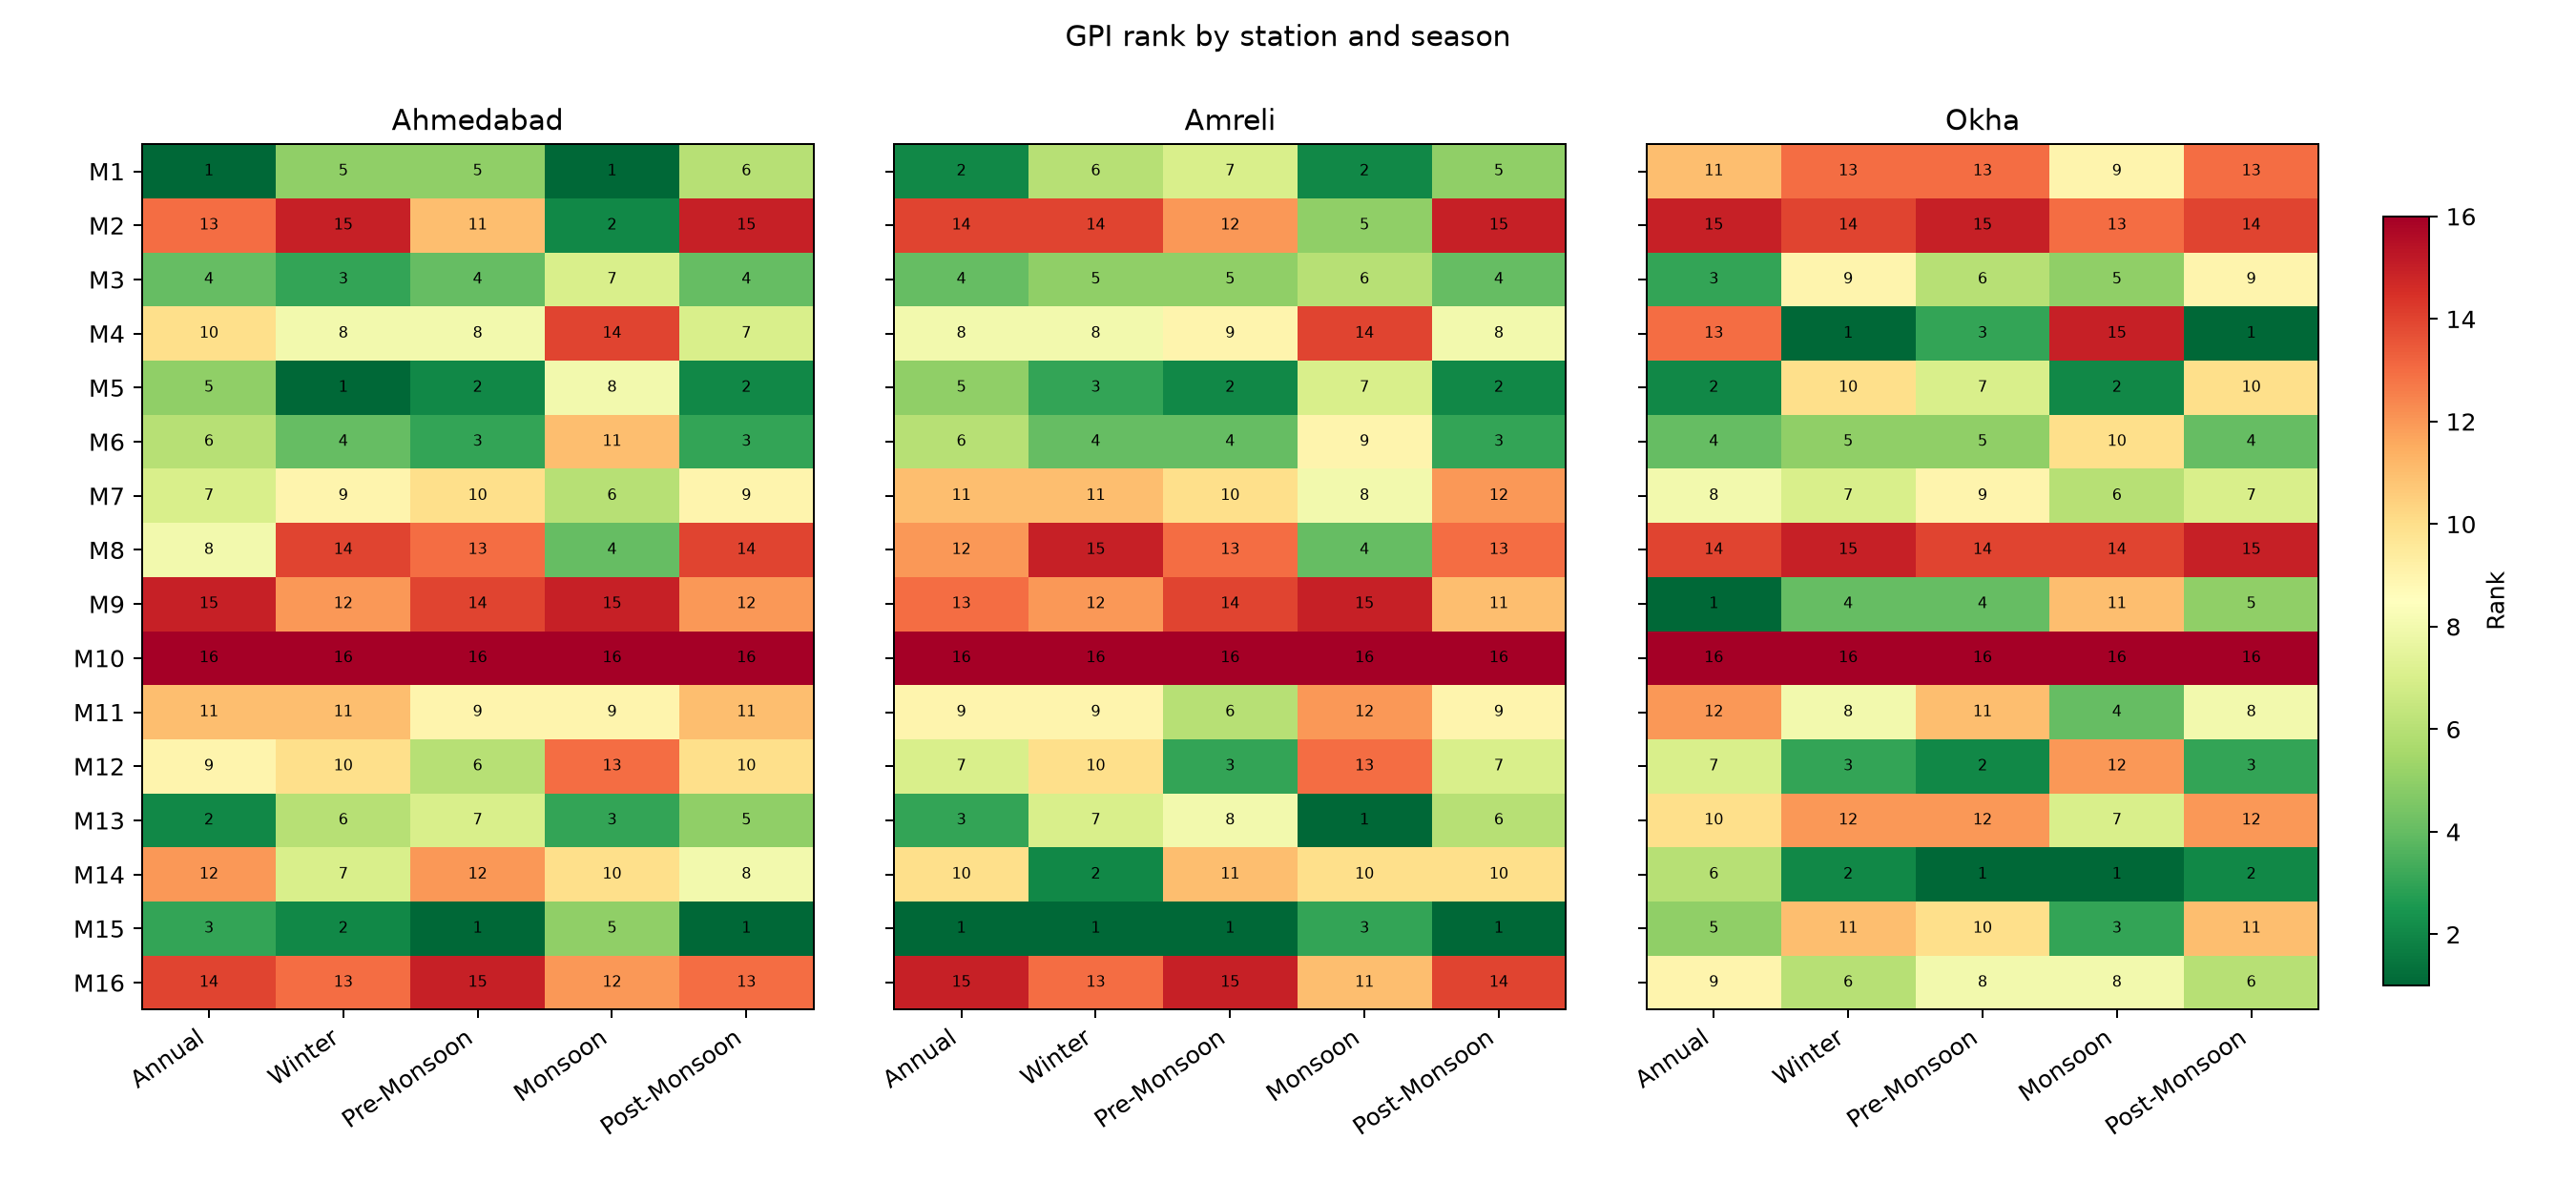 GPI rank by station and season
Ahmedabad Amreli Okha
M1 1 5 5 1 6 2 6 7 2 5 11 13 13 9 13
M2 13 15 11 2 15 14 14 12 5 15 15 14 15 13 14
M3 4 3 4 7 4 4 5 5 6 4 3 9 6 5 9
M4 10 8 8 14 7 8 8 9 14 8 13 1 3 15 1
M5 5 1 2 8 2 5 3 2 7 2 2 10 7 2 10
M6 6 4 3 11 3 6 4 4 9 3 4 5 5 10 4
M7 7 9 10 6 9 11 11 10 8 12 8 7 9 6 7
M8 8 14 13 4 14 12 15 13 4 13 14 15 14 14 15
M9 15 12 14 15 12 13 12 14 15 11 1 4 4 11 5
M10 16 16 16 16 16 16 16 16 16 16 16 16 16 16 16
M11 11 11 9 9 11 9 9 6 12 9 12 8 11 4 8
M12 9 10 6 13 10 7 10 3 13 7 7 3 2 12 3
M13 2 6 7 3 5 3 7 8 1 6 10 12 12 7 12
M14 12 7 12 10 8 10 2 11 10 10 6 2 1 1 2
M15 3 2 1 5 1 1 1 1 3 1 5 11 10 3 11
M16 14 13 15 12 13 15 13 15 11 14 9 6 8 8 6
Annual Winter Pre-Monsoon Monsoon Post-Monsoon Annual Winter Pre-Monsoon Monsoon Post-Monsoon Annual Winter Pre-Monsoon Monsoon Post-Monsoon
16
14
12
10
8
6
4
2
Rank